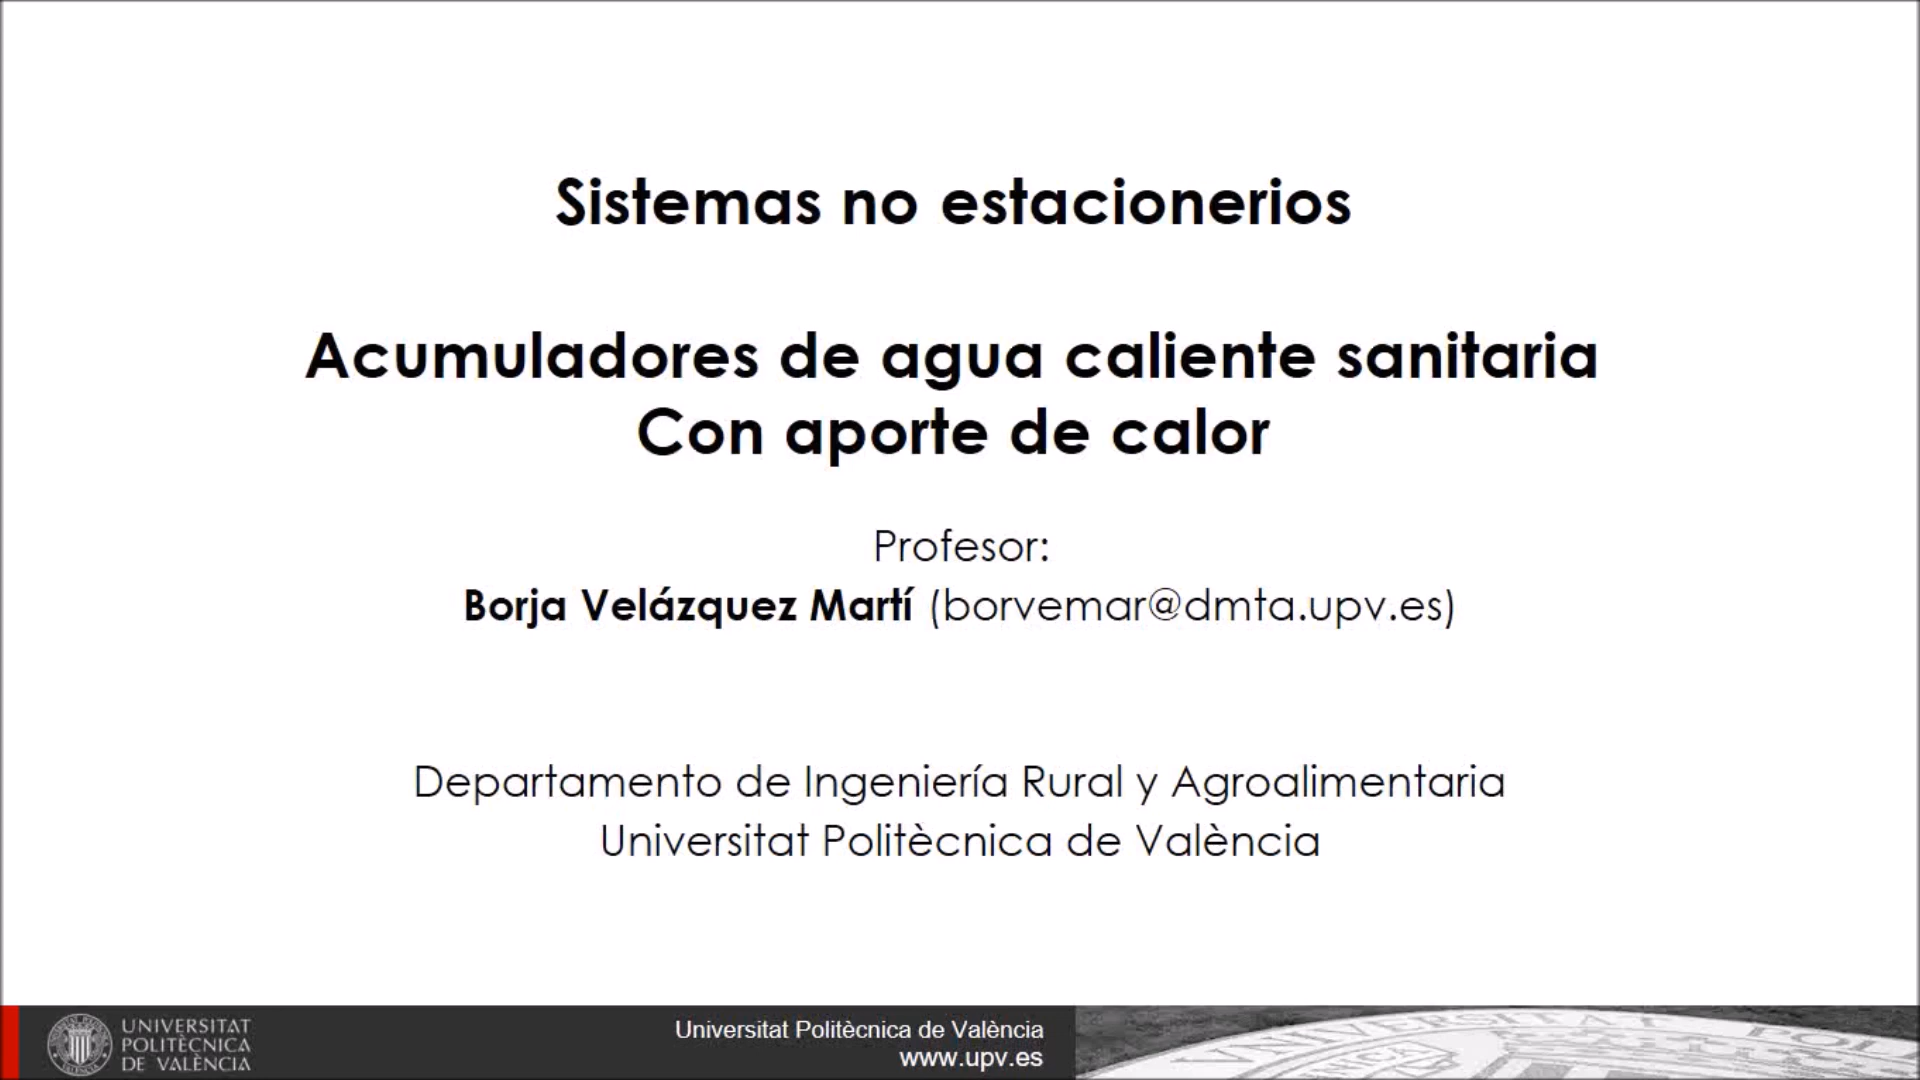 Sistemas no estacionerios
Acumuladores de agua caliente sanitaria
Con aporte de calor
Profesor:
Borja Velázquez Martí (borvemar@dmta.upv.es)
Departamento de Ingeniería Rural y Agroalimentaria
Universitat Politècnica de València
UNIVERSITAT
POLITÈCNICA
DE VALÈNCIA
Universitat Politècnica de València
www.upv.es